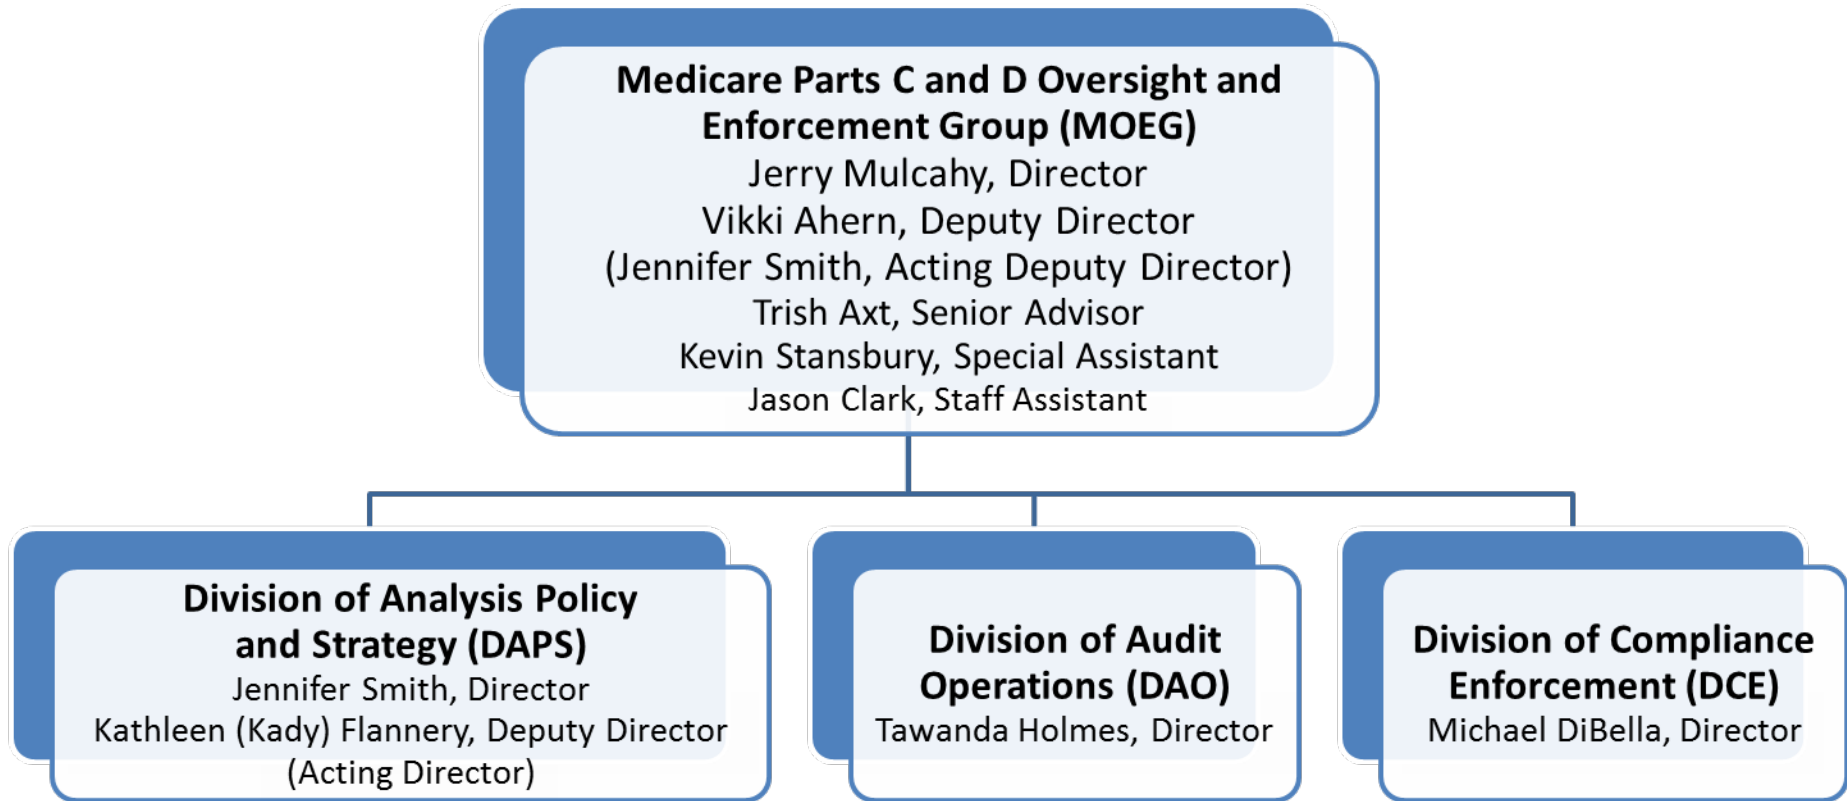 Medicare Parts C and D Oversight and
Enforcement Group (MOEG)
Jerry Mulcahy, Director
Vikki Ahern, Deputy Director
(Jennifer Smith, Acting Deputy Director)
Trish Axt, Senior Advisor
Kevin Stansbury, Special Assistant
Jason Clark, Staff Assistant
Division of Analysis Policy
and Strategy (DAPS)
Jennifer Smith, Director
Kathleen (Kady) Flannery, Deputy Director
(Acting Director)
Division of Audit
Operations (DAO)
Tawanda Holmes, Director
Division of Compliance
Enforcement (DCE)
Michael DiBella, Director